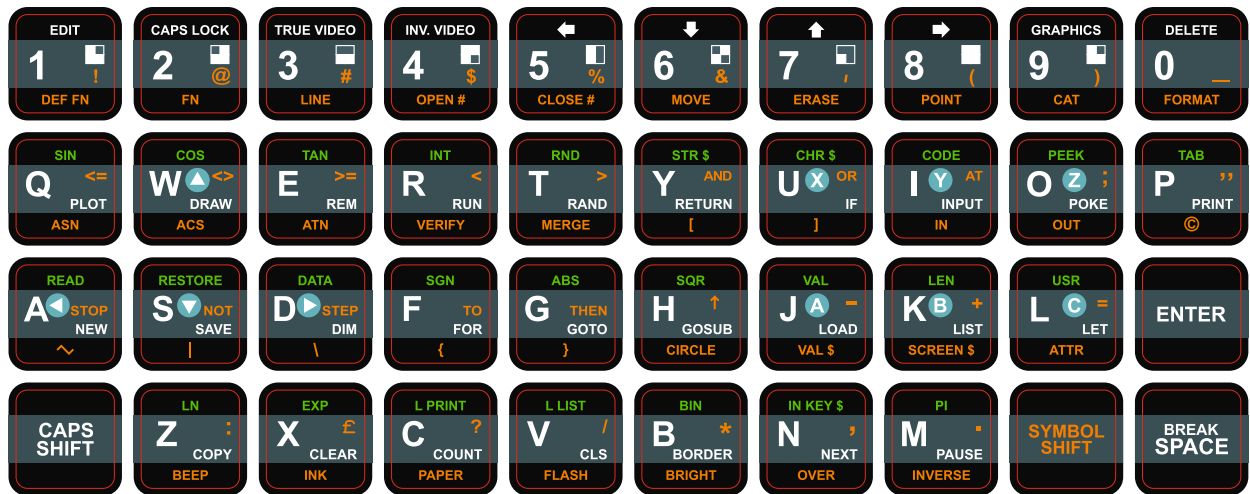 EDIT CAPS LOCK TRUE VIDEO INV. VIDEO GRAPHICS DELETE
1 ! 2 @ 3 # 4 $ 5 % 6 & 7 ' 8 ( 9 ) 0 _
DEF FN FN LINE OPEN # CLOSE # MOVE ERASE POINT CAT FORMAT
SIN COS TAN INT RND STR $ CHR $ CODE PEEK TAB
Q <= W <> E >= R < T > Y AND U X OR I Y AT O Z ; P ’’
PLOT DRAW REM RUN RAND RETURN IF INPUT POKE PRINT
ASN ACS ATN VERIFY MERGE [ ] IN OUT ©
READ RESTORE DATA SGN ABS SQR VAL LEN USR
A STOP S NOT D STEP F TO G THEN H ↑ J A − K B + L C = ENTER
NEW SAVE DIM FOR GOTO GOSUB LOAD LIST LET
~ | \ { } CIRCLE VAL $ SCREEN $ ATTR
LN EXP L PRINT L LIST BIN IN KEY $ PI
CAPS SHIFT Z : X £ C ? V / B * N , M . SYMBOL SHIFT BREAK SPACE
COPY CLEAR COUNT CLS BORDER NEXT PAUSE
BEEP INK PAPER FLASH BRIGHT OVER INVERSE